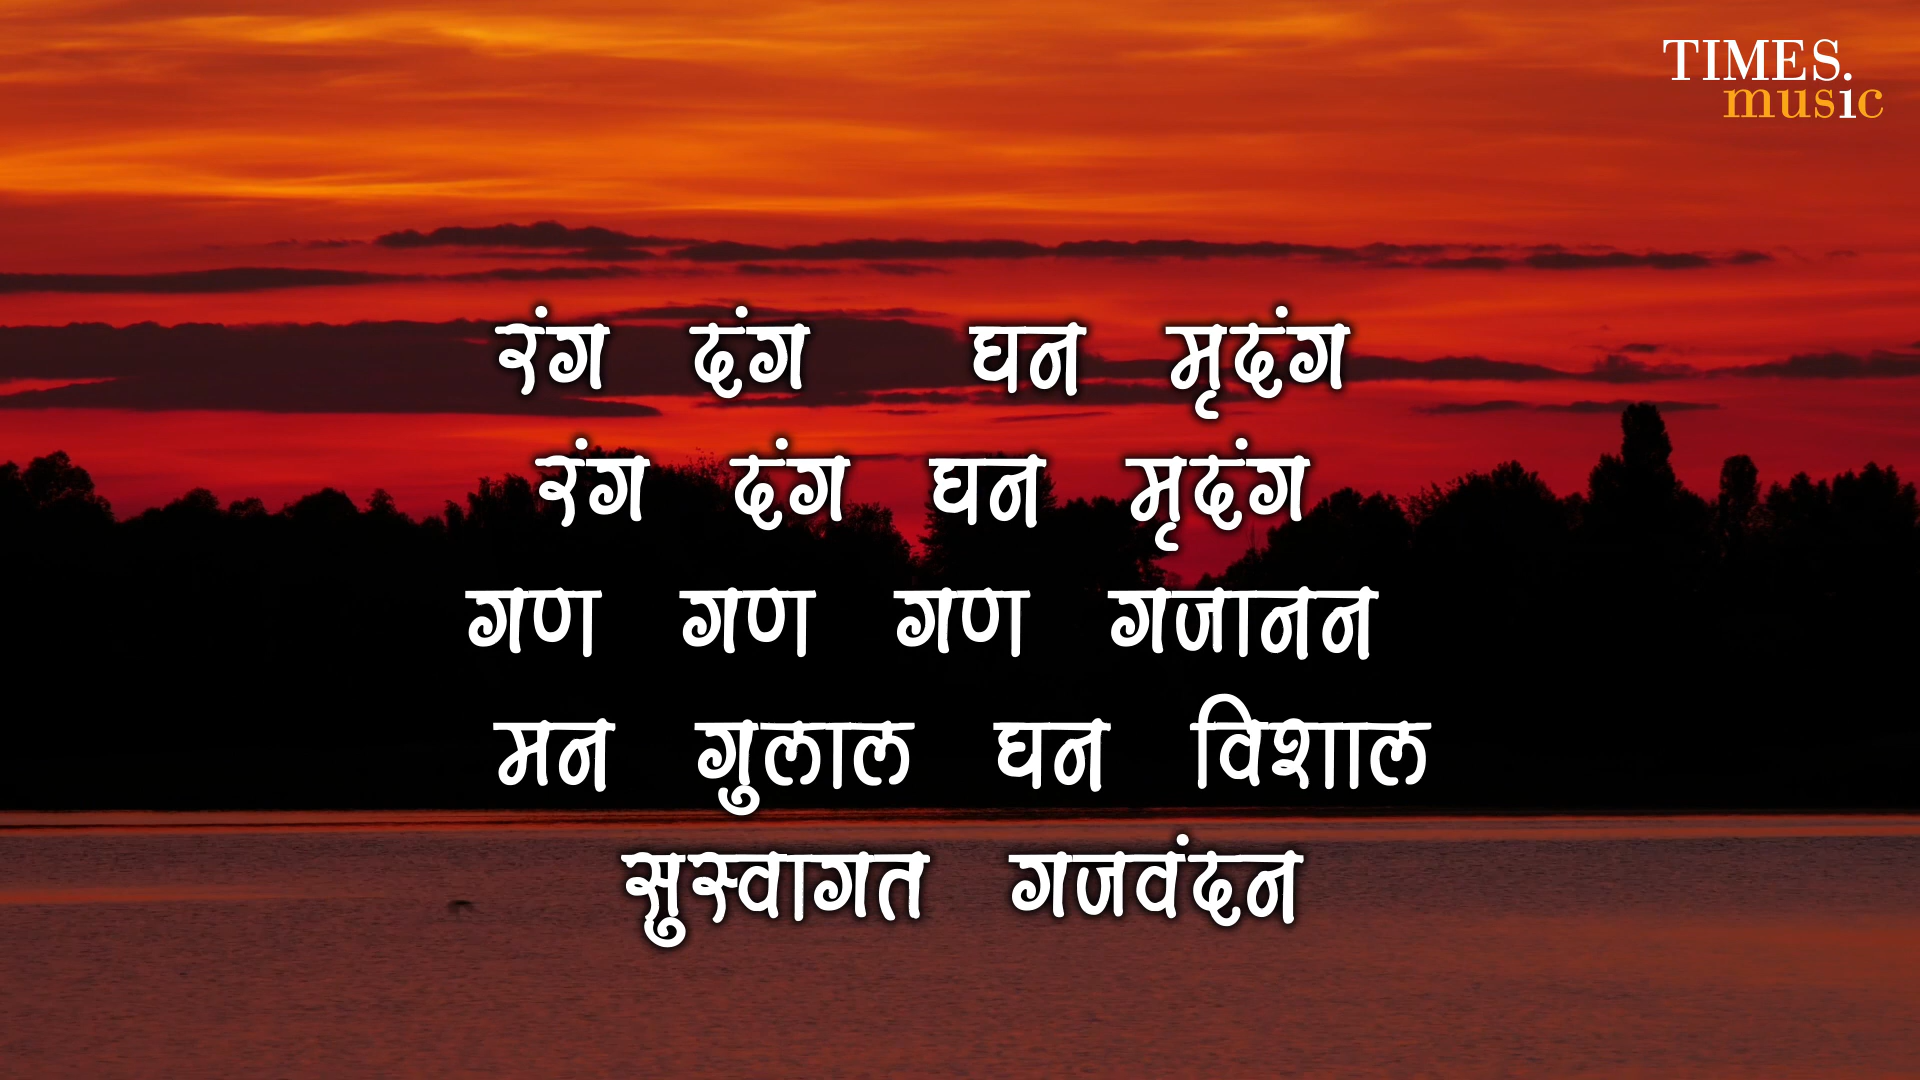 TIMES.
music
रंग दंग घन मृदंग
रंग दंग घन मृदंग
गण गण गण गजानन
मन गुलाल घन विशाल
सुस्वागत गजवंदन